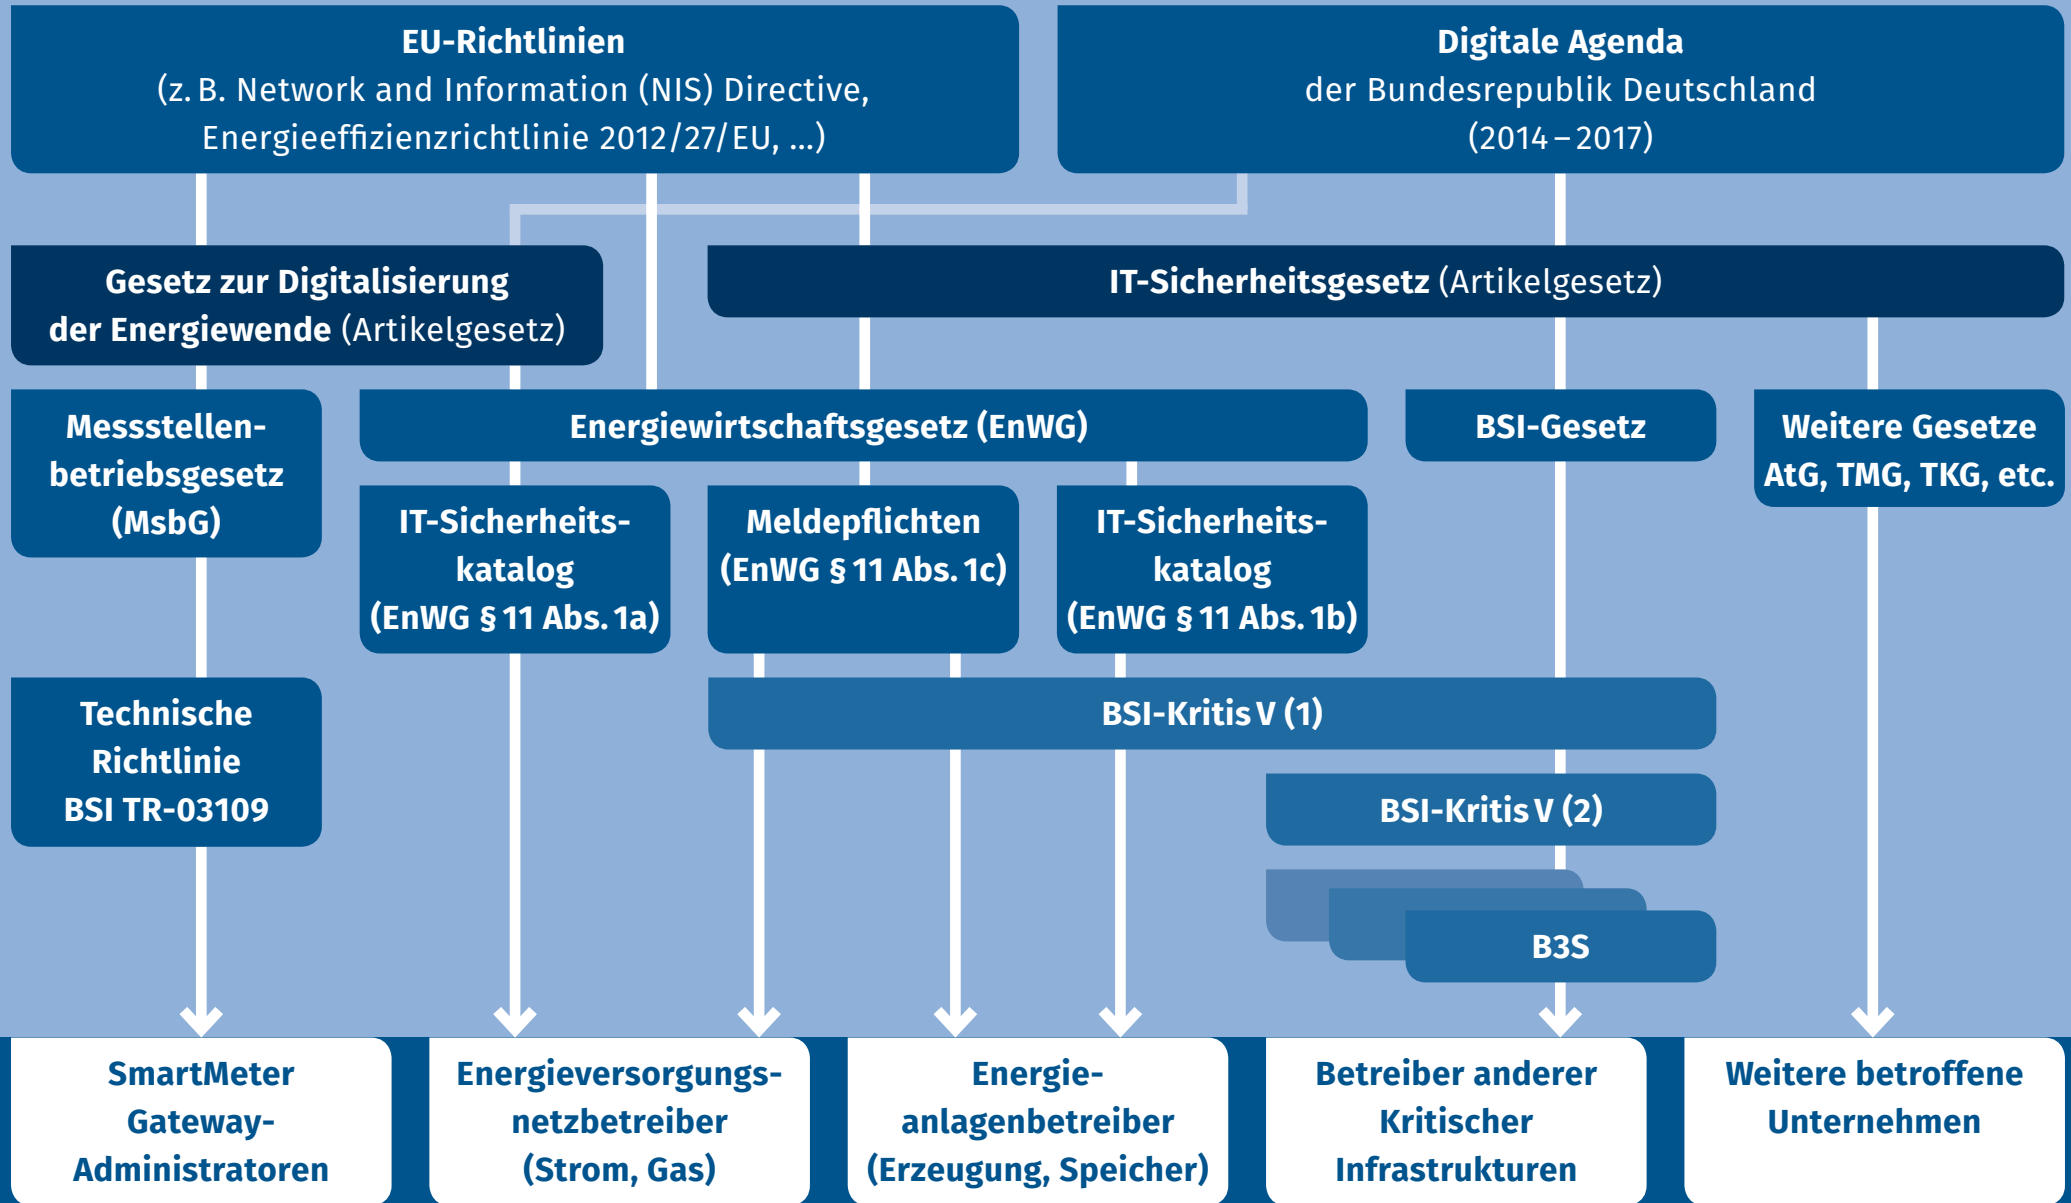 EU-Richtlinien
(z. B. Network and Information (NIS) Directive,
Energieeffizienzrichtlinie 2012/27/EU, ...)
Digitale Agenda
der Bundesrepublik Deutschland
(2014 – 2017)
Gesetz zur Digitalisierung
der Energiewende (Artikelgesetz)
IT-Sicherheitsgesetz (Artikelgesetz)
Messstellen-
betriebsgesetz
(MsbG)
Energiewirtschaftsgesetz (EnWG)
BSI-Gesetz
Weitere Gesetze
AtG, TMG, TKG, etc.
IT-Sicherheits-
katalog
(EnWG § 11 Abs. 1a)
Meldepflichten
(EnWG § 11 Abs. 1c)
IT-Sicherheits-
katalog
(EnWG § 11 Abs. 1b)
Technische
Richtlinie
BSI TR-03109
BSI-Kritis V (1)
BSI-Kritis V (2)
B3S
SmartMeter
Gateway-
Administratoren
Energieversorgungs-
netzbetreiber
(Strom, Gas)
Energie-
anlagenbetreiber
(Erzeugung, Speicher)
Betreiber anderer
Kritischer
Infrastrukturen
Weitere betroffene
Unternehmen